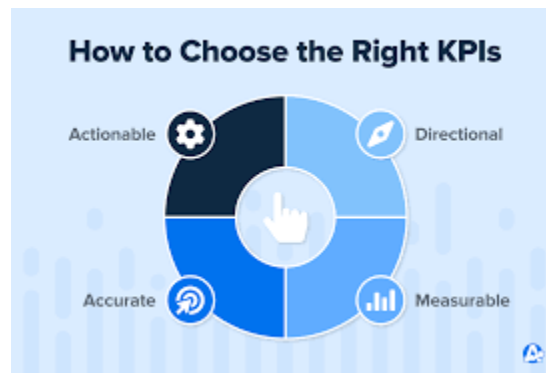 How to Choose the Right KPIs
Actionable
Directional
Accurate
Measurable